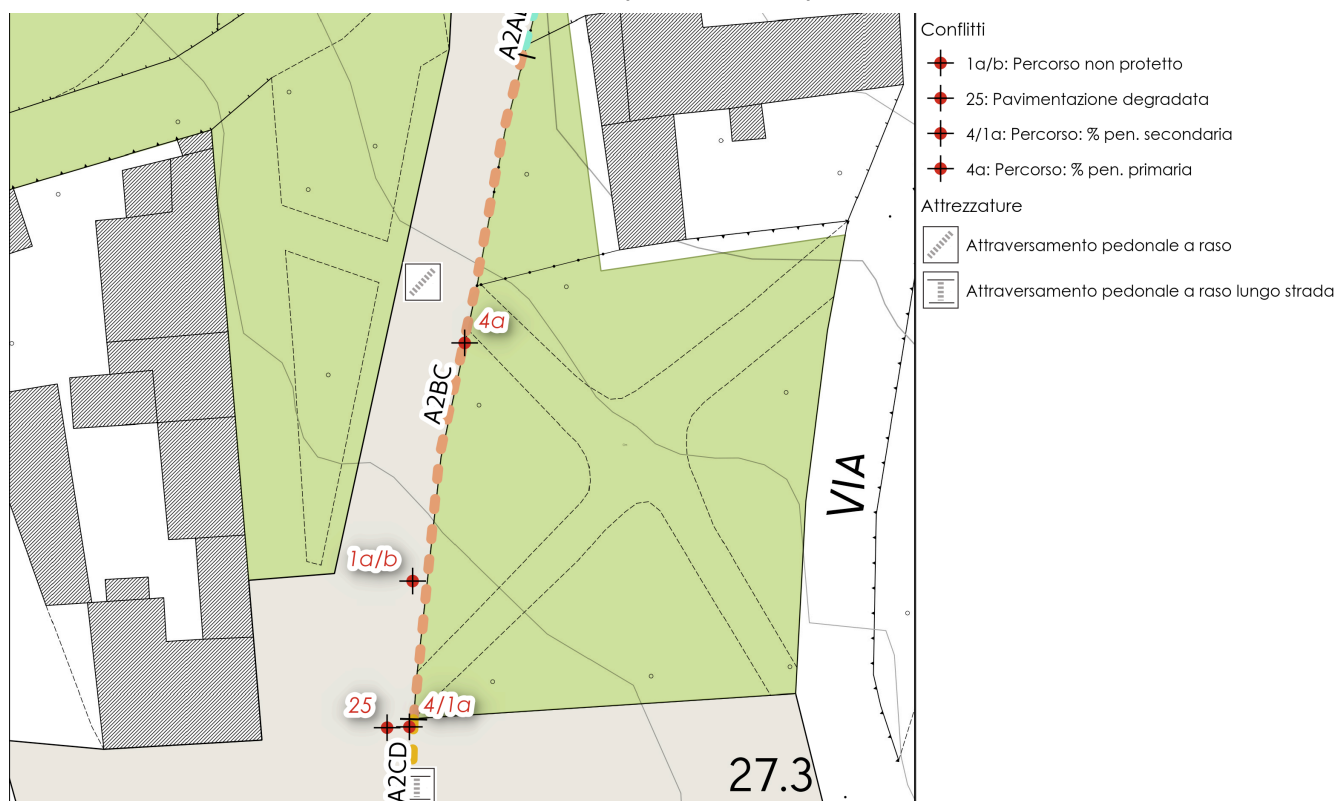 A2AB
4a
A2BC
VIA
1a/b
25
4/1a
A2CD
27.3
Conflitti
1a/b: Percorso non protetto
25: Pavimentazione degradata
4/1a: Percorso: % pen. secondaria
4a: Percorso: % pen. primaria
Attrezzature
Attraversamento pedonale a raso
Attraversamento pedonale a raso lungo strada